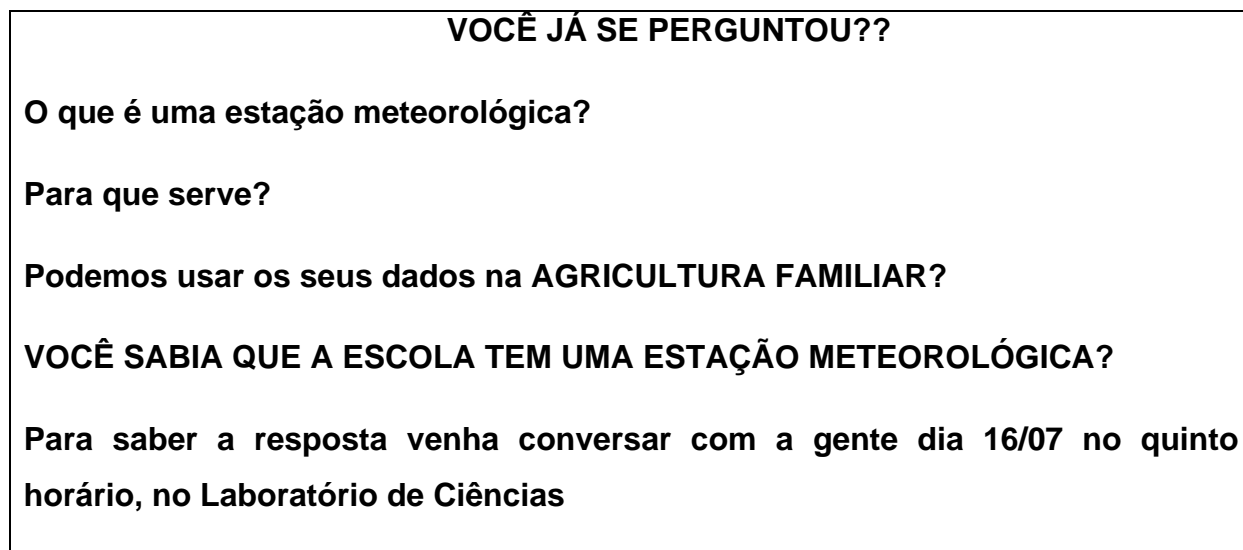 VOCÊ JÁ SE PERGUNTOU??
O que é uma estação meteorológica?
Para que serve?
Podemos usar os seus dados na AGRICULTURA FAMILIAR?
VOCÊ SABIA QUE A ESCOLA TEM UMA ESTAÇÃO METEOROLÓGICA?
Para saber a resposta venha conversar com a gente dia 16/07 no quinto
horário, no Laboratório de Ciências